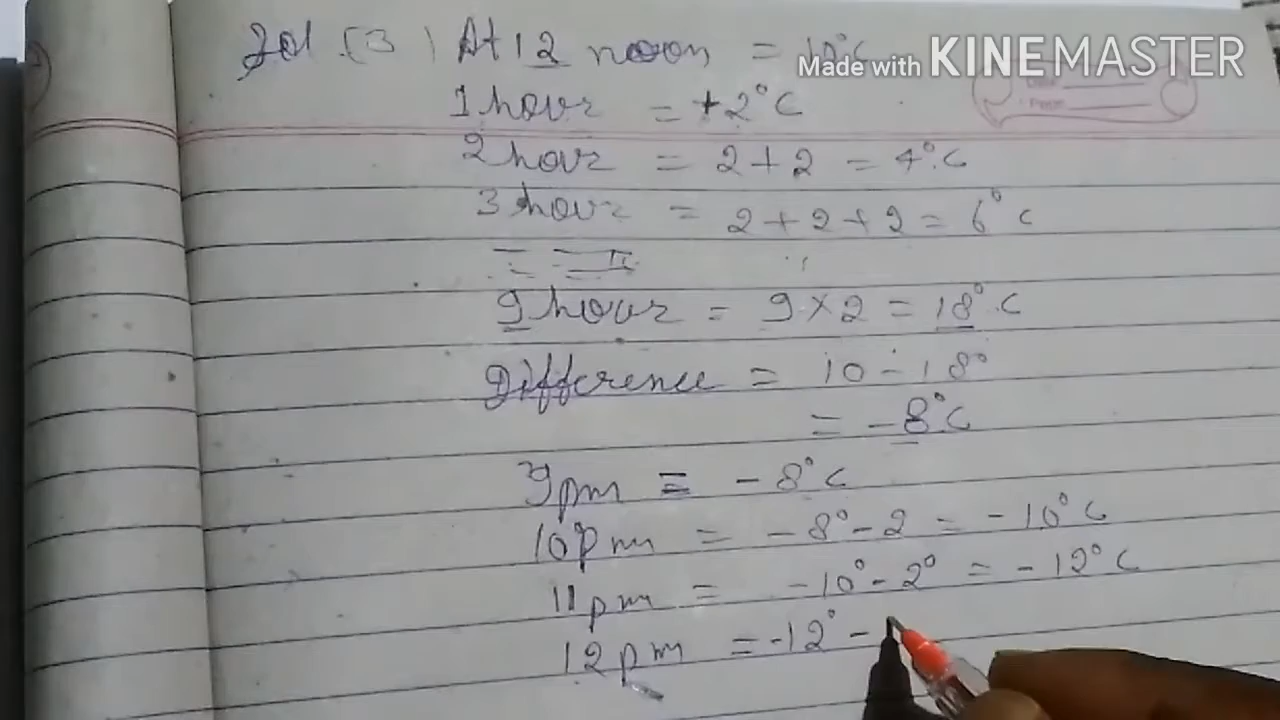 Sol (3) At 12 noon = 10°C
Made with KINEMASTER
1 hour = +2°C
2 hour = 2 + 2 = 4°C
3 hour = 2 + 2 + 2 = 6°C
9 hour = 9 × 2 = 18°C
Difference = 10 - 18°
= -8°C
9pm = -8°C
10pm = -8° - 2 = -10°C
11pm = -10° - 2° = -12°C
12pm = -12° -